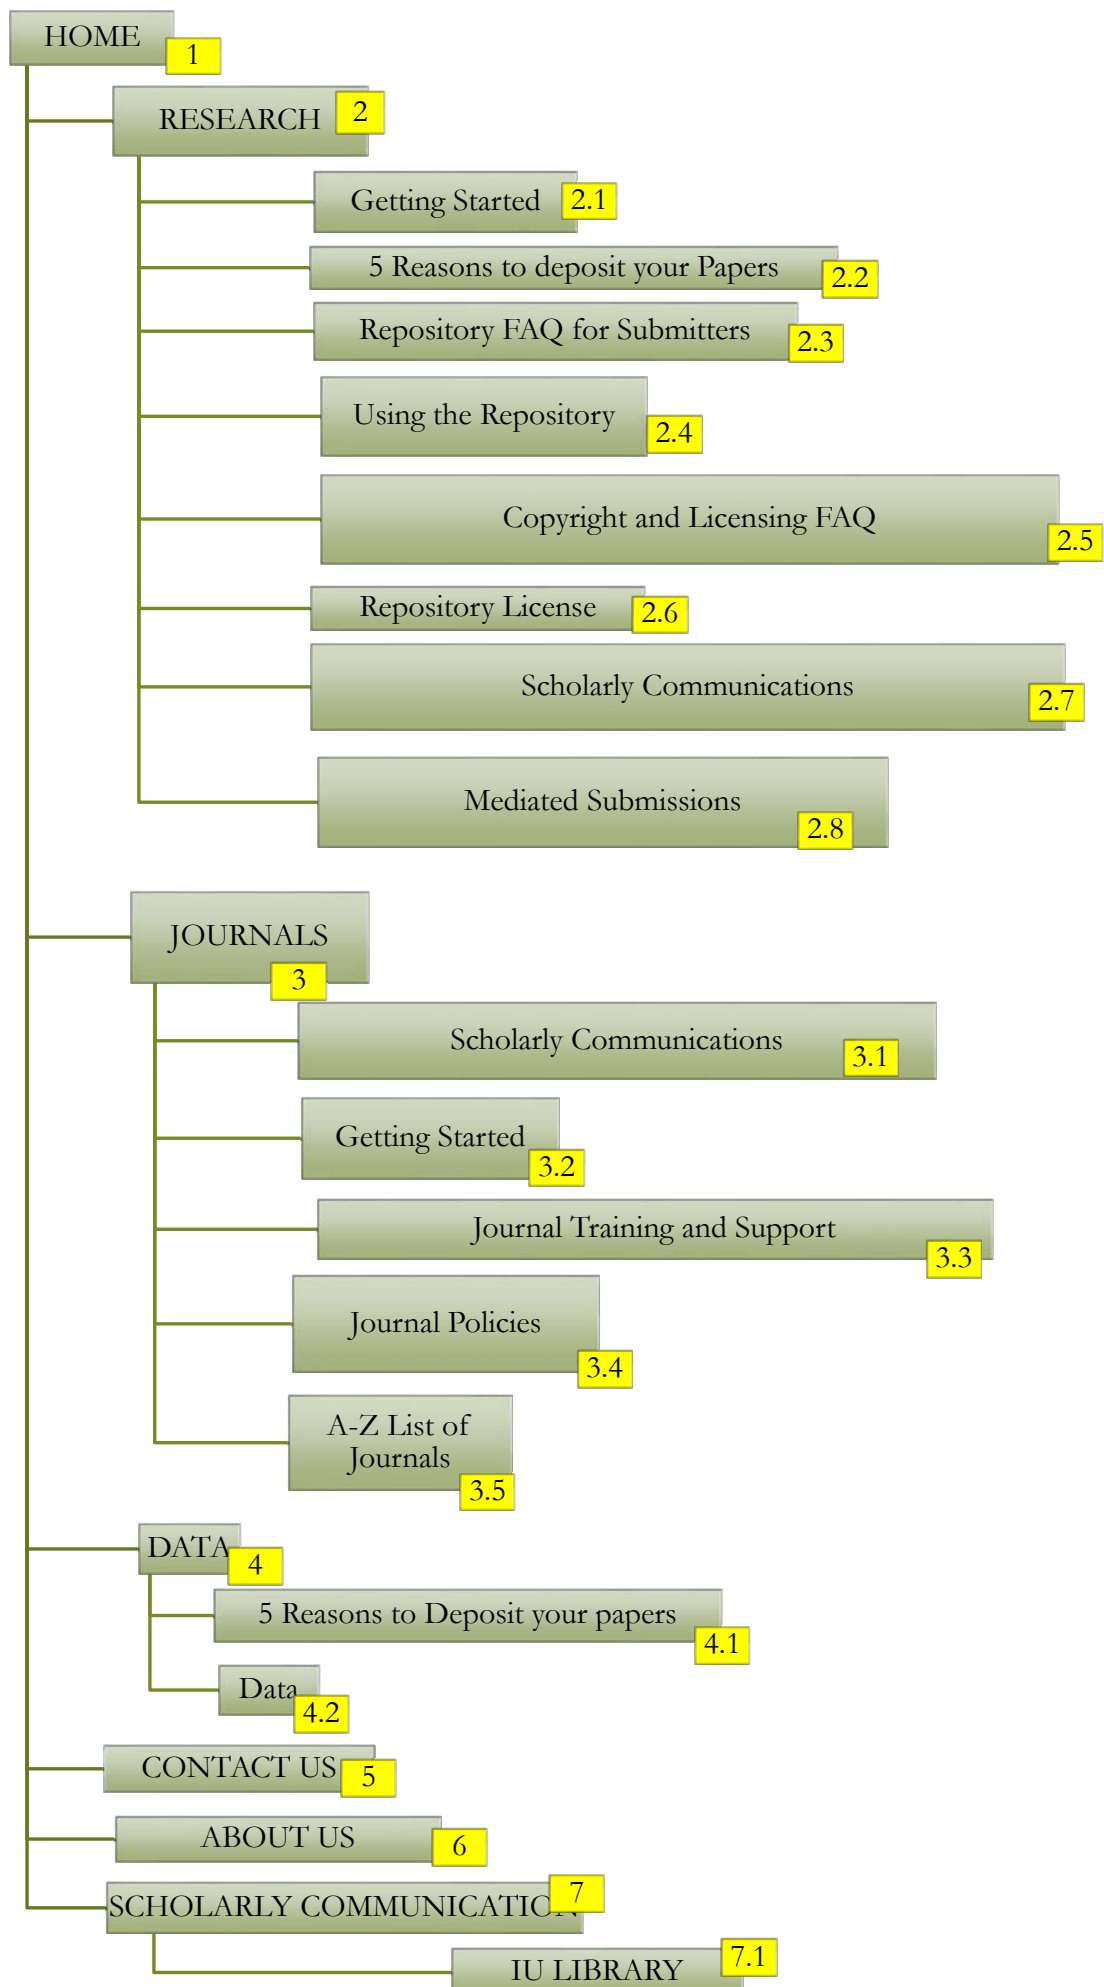 HOME
1
RESEARCH
2
Getting Started
2.1
5 Reasons to deposit your Papers
2.2
Repository FAQ for Submitters
2.3
Using the Repository
2.4
Copyright and Licensing FAQ
2.5
Repository License
2.6
Scholarly Communications
2.7
Mediated Submissions
2.8
JOURNALS
3
Scholarly Communications
3.1
Getting Started
3.2
Journal Training and Support
3.3
Journal Policies
3.4
A-Z List of
Journals
3.5
DATA
4
5 Reasons to Deposit your papers
4.1
Data
4.2
CONTACT US
5
ABOUT US
6
SCHOLARLY COMMUNICATION
7
IU LIBRARY
7.1